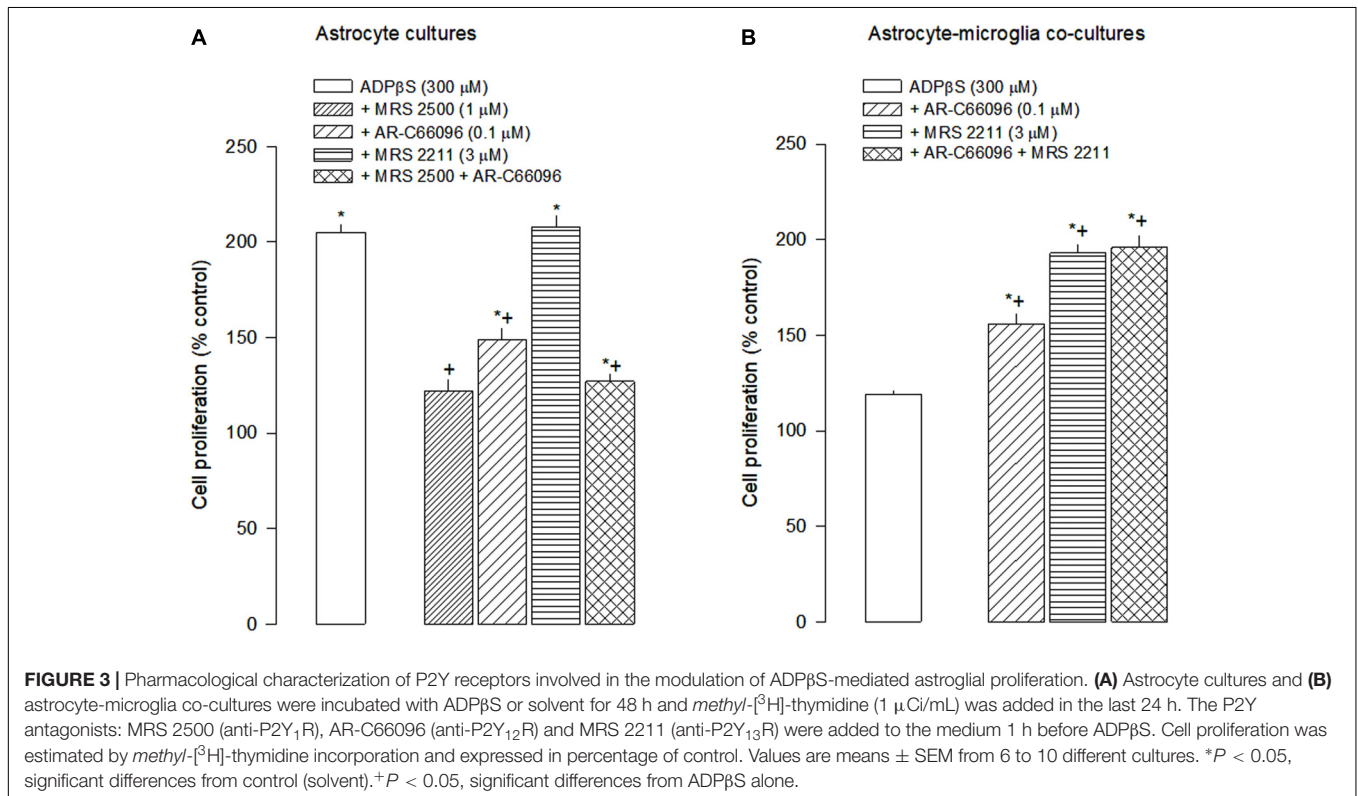 A Astrocyte cultures
ADPβS (300 μM)
+ MRS 2500 (1 μM)
+ AR-C66096 (0.1 μM)
+ MRS 2211 (3 μM)
+ MRS 2500 + AR-C66096
Cell proliferation (% control)
250
200
150
100
50
0
*
+
*+
*
*+
B Astrocyte-microglia co-cultures
ADPβS (300 μM)
+ AR-C66096 (0.1 μM)
+ MRS 2211 (3 μM)
+ AR-C66096 + MRS 2211
Cell proliferation (% control)
250
200
150
100
50
0
*+
*+
*+
FIGURE 3 | Pharmacological characterization of P2Y receptors involved in the modulation of ADPβS-mediated astroglial proliferation. (A) Astrocyte cultures and (B)
astrocyte-microglia co-cultures were incubated with ADPβS or solvent for 48 h and methyl-[³H]-thymidine (1 μCi/mL) was added in the last 24 h. The P2Y
antagonists: MRS 2500 (anti-P2Y₁R), AR-C66096 (anti-P2Y₁₂R) and MRS 2211 (anti-P2Y₁₃R) were added to the medium 1 h before ADPβS. Cell proliferation was
estimated by methyl-[³H]-thymidine incorporation and expressed in percentage of control. Values are means ± SEM from 6 to 10 different cultures. *P < 0.05,
significant differences from control (solvent).⁺P < 0.05, significant differences from ADPβS alone.